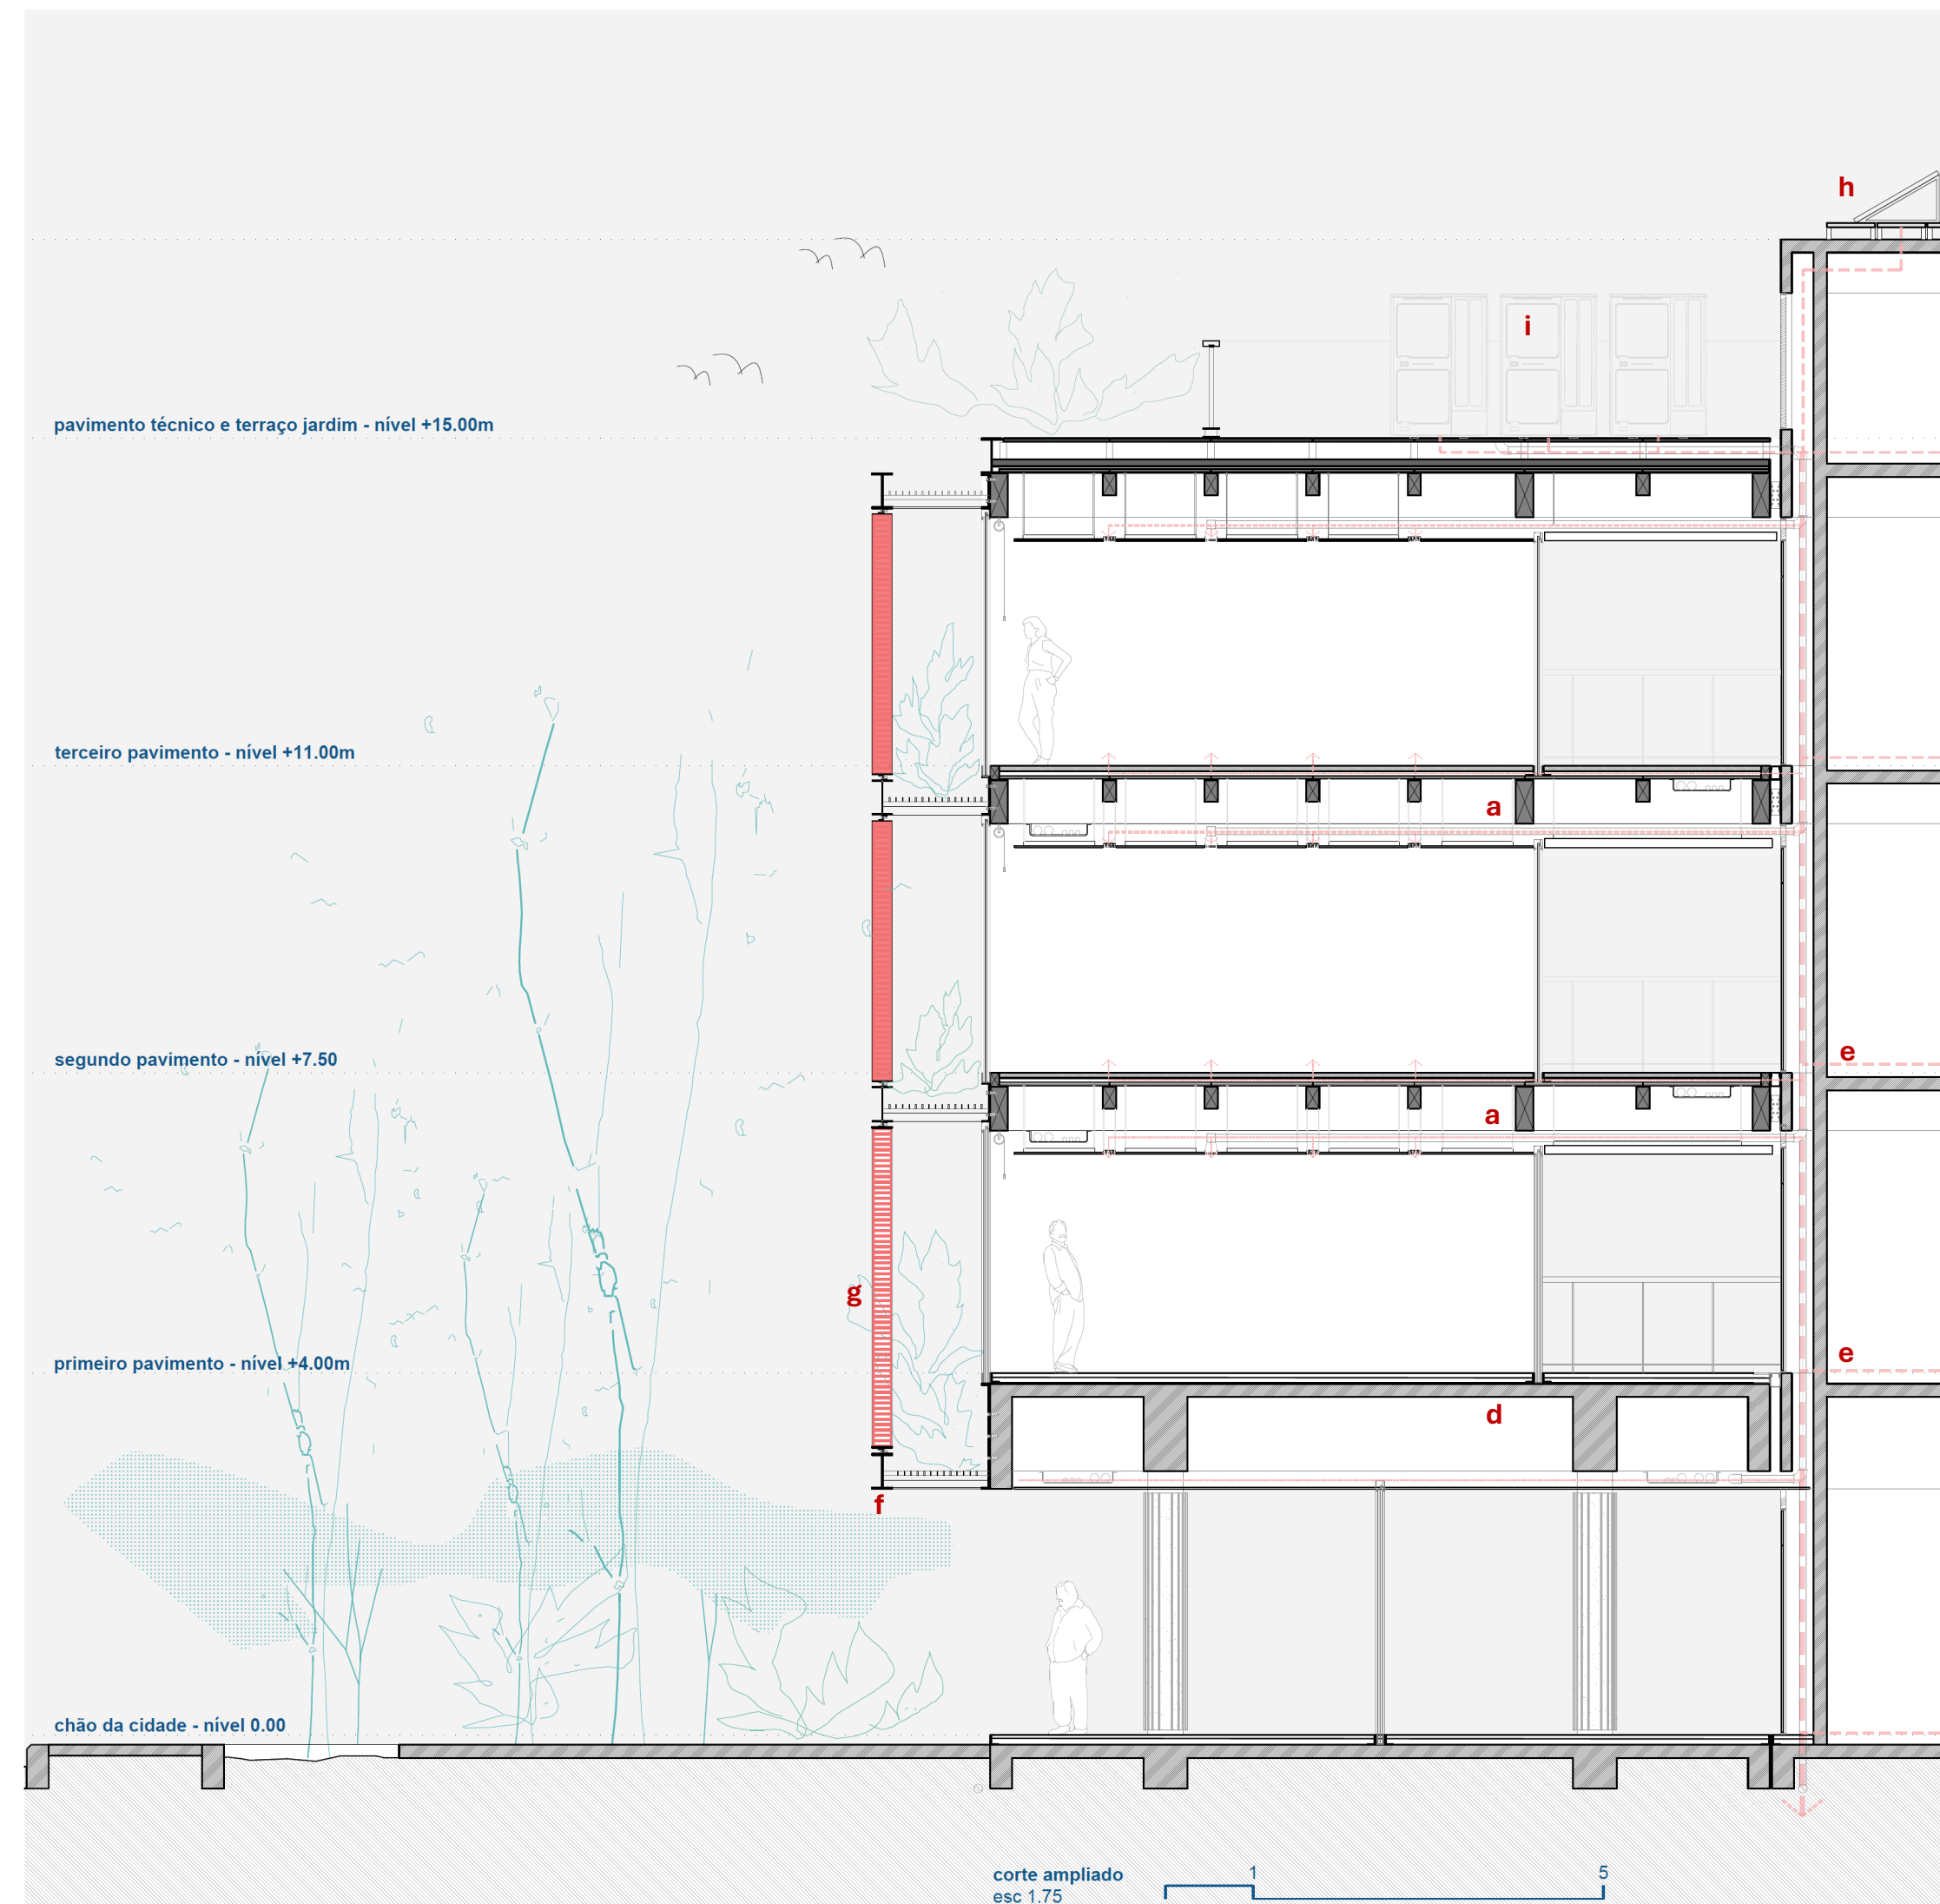 h
i
pavimento técnico e terraço jardim - nível +15.00m
terceiro pavimento - nível +11.00m
a
segundo pavimento - nível +7.50
e
a
g
primeiro pavimento - nível +4.00m
e
d
f
chão da cidade - nível 0.00
corte ampliado
1
5
esc 1.75